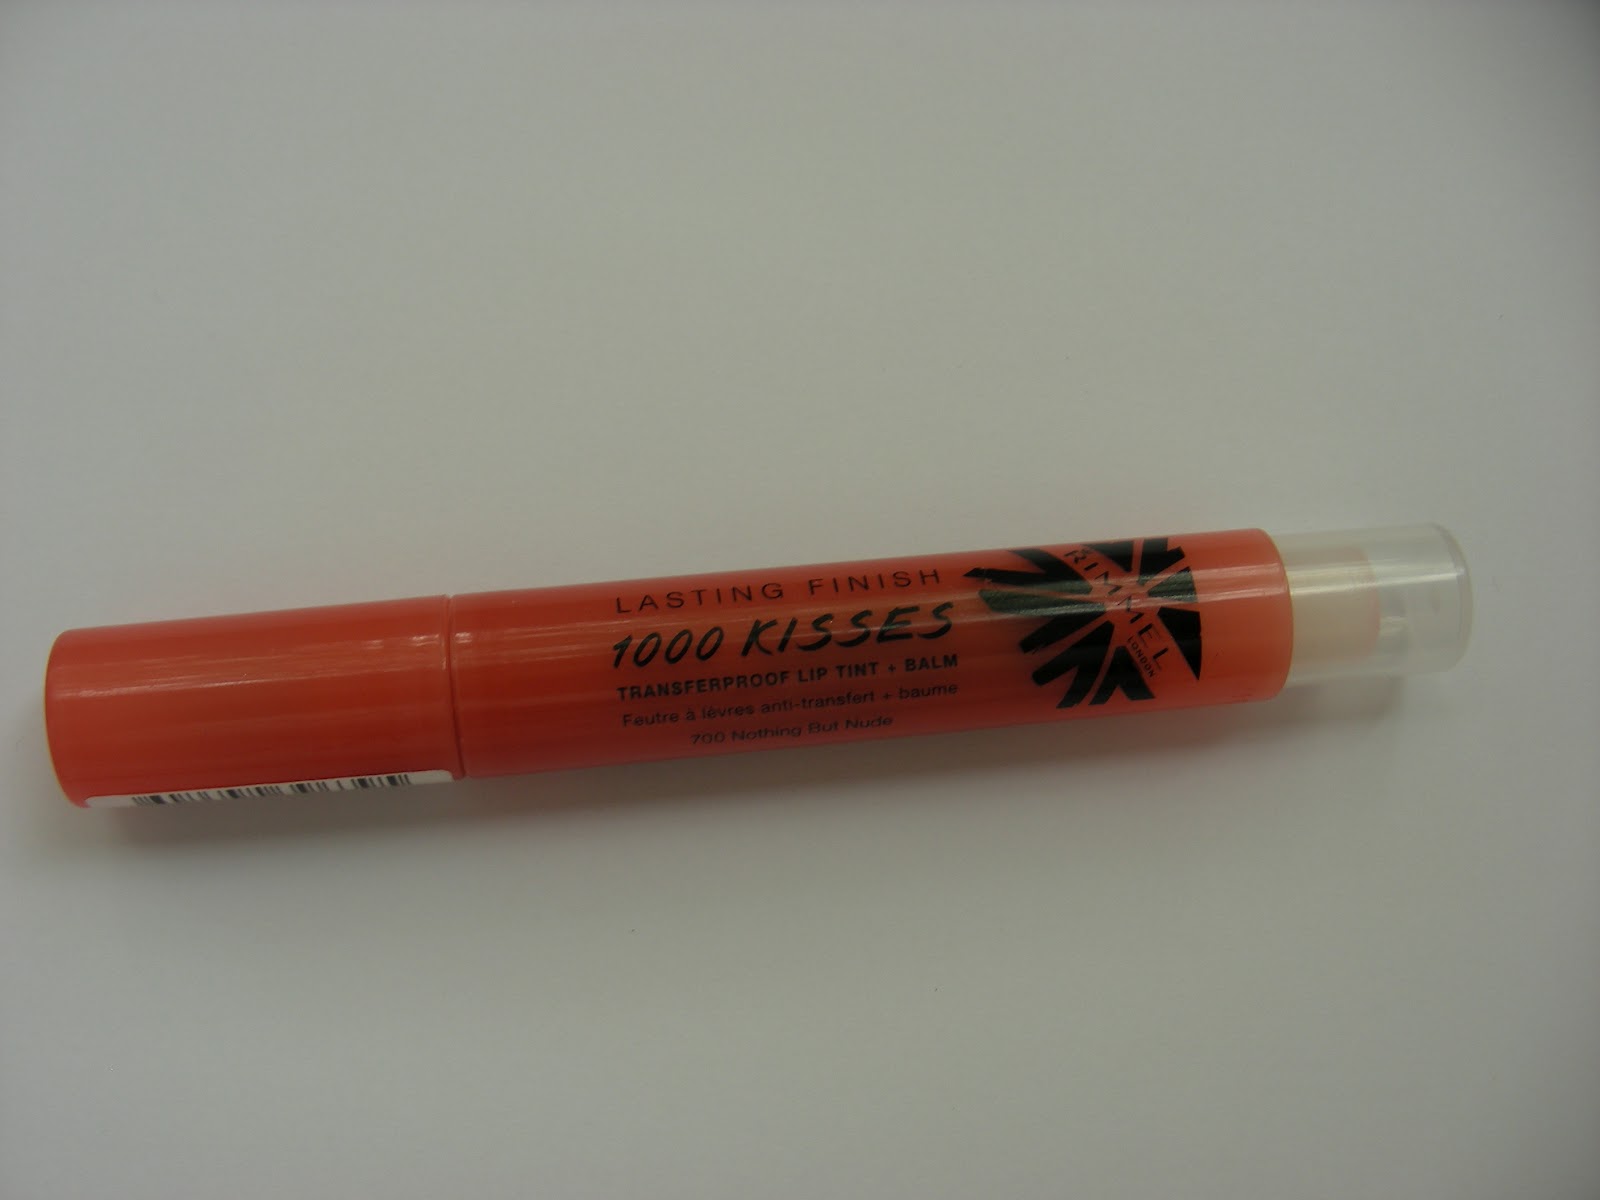 LASTING FINISH
1000 KISSES
TRANSFERPROOF LIP TINT + BALM
Feutre à lèvres anti-transfert + baume
700 Nothing But Nude
RIMMEL
LONDON